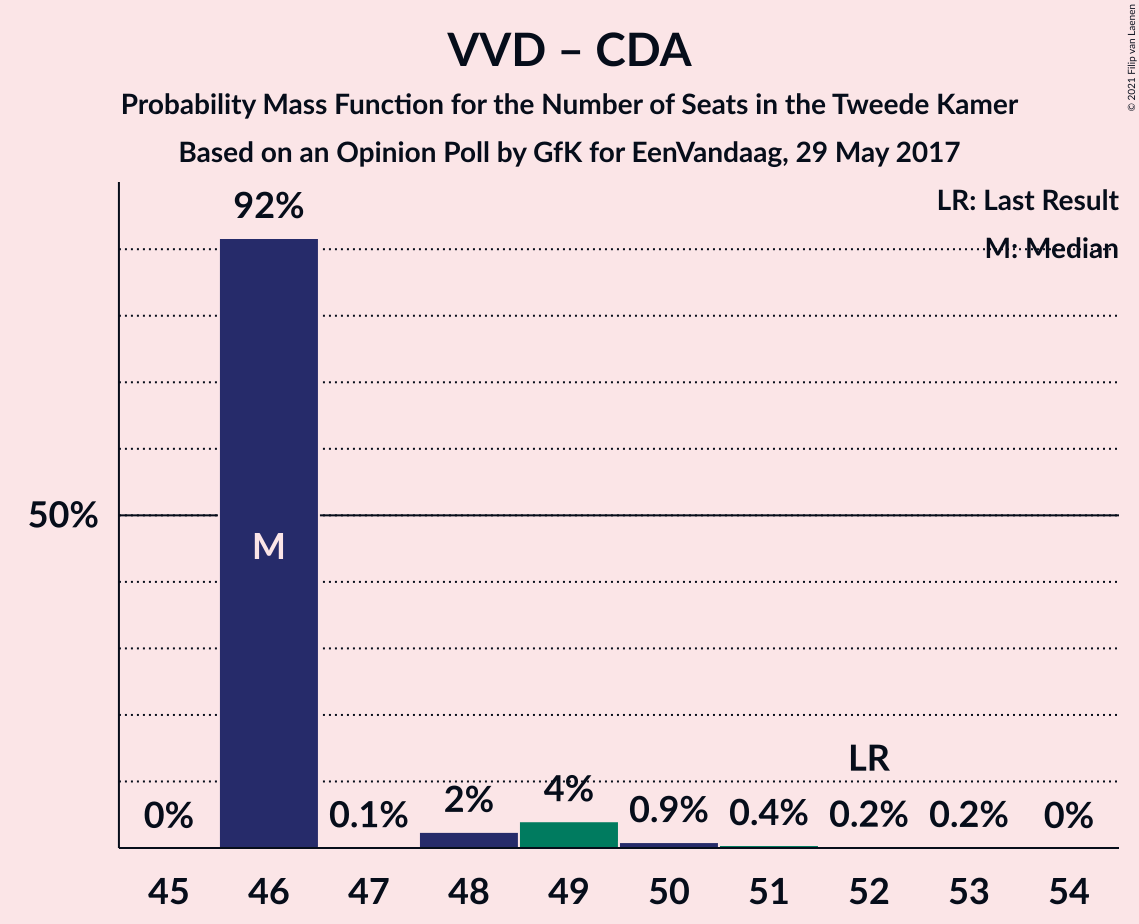 VVD – CDA
Probability Mass Function for the Number of Seats in the Tweede Kamer
Based on an Opinion Poll by GfK for EenVandaag, 29 May 2017
© 2021 Filip van Laenen
LR: Last Result
M: Median
92%
50%
M
LR
0% 0.1% 2% 4% 0.9% 0.4% 0.2% 0.2% 0%
45 46 47 48 49 50 51 52 53 54